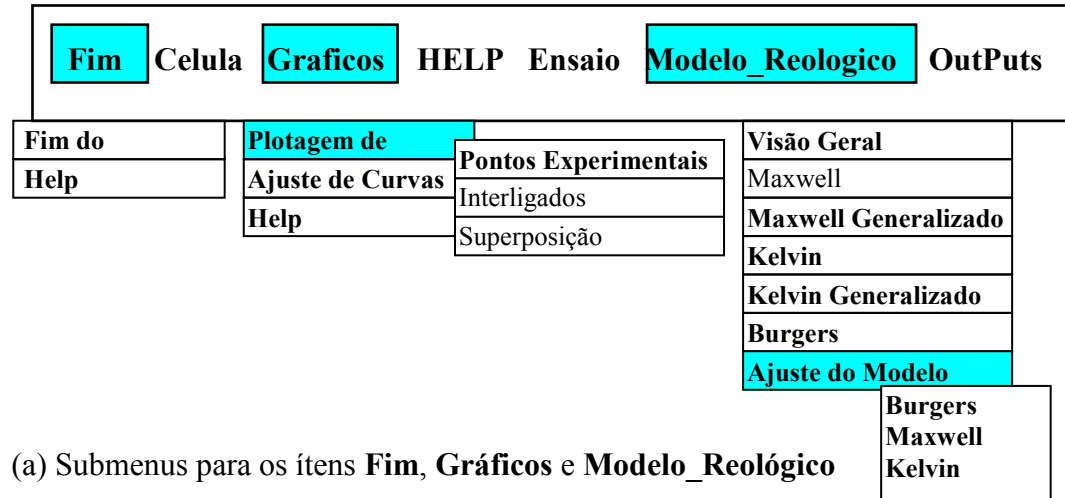 Fim Celula Graficos HELP Ensaio Modelo_Reologico OutPuts
Fim do
Help
Plotagem de
Ajuste de Curvas
Help
Pontos Experimentais
Interligados
Superposição
Visão Geral
Maxwell
Maxwell Generalizado
Kelvin
Kelvin Generalizado
Burgers
Ajuste do Modelo
Burgers
Maxwell
Kelvin
(a) Submenus para os ítens Fim, Gráficos e Modelo_Reológico